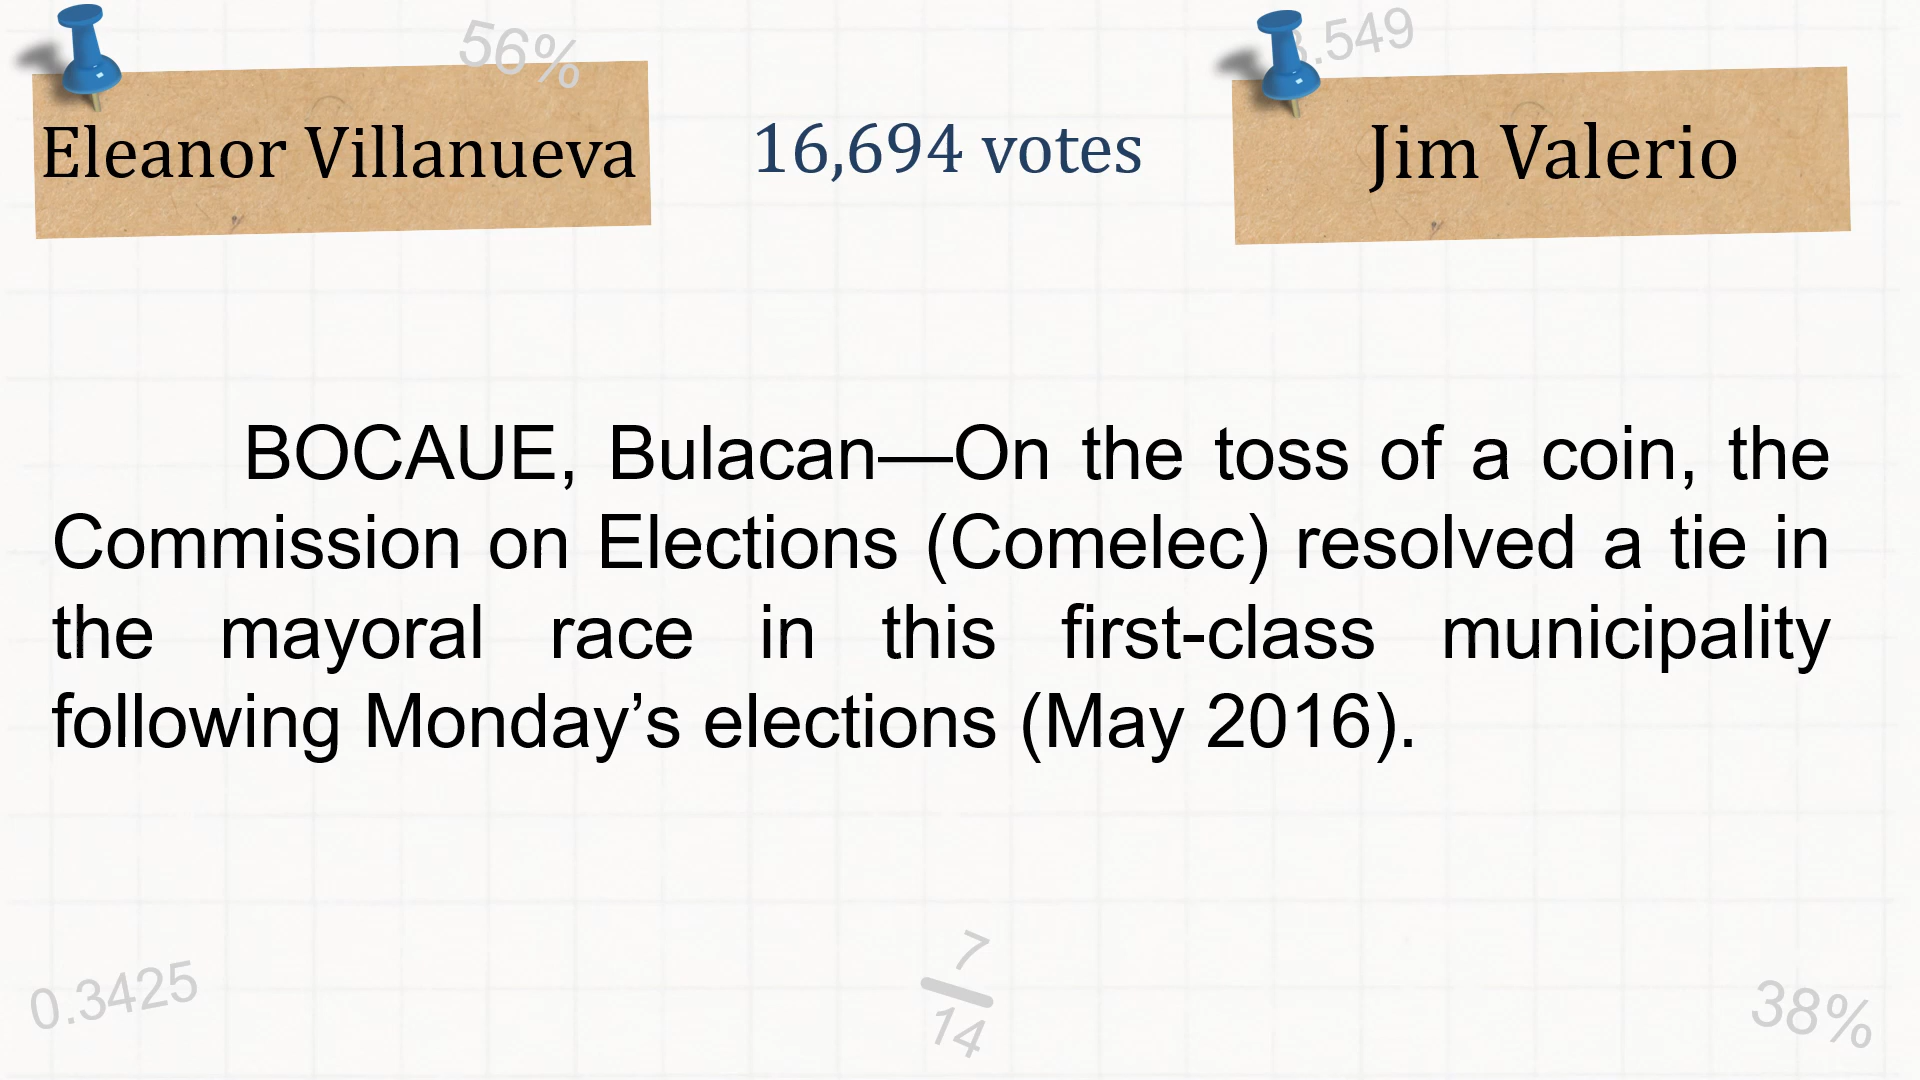 56%
.549
Eleanor Villanueva
16,694 votes
Jim Valerio
BOCAUE, Bulacan—On the toss of a coin, the
Commission on Elections (Comelec) resolved a tie in
the mayoral race in this first-class municipality
following Monday’s elections (May 2016).
0.3425
7
14
38%